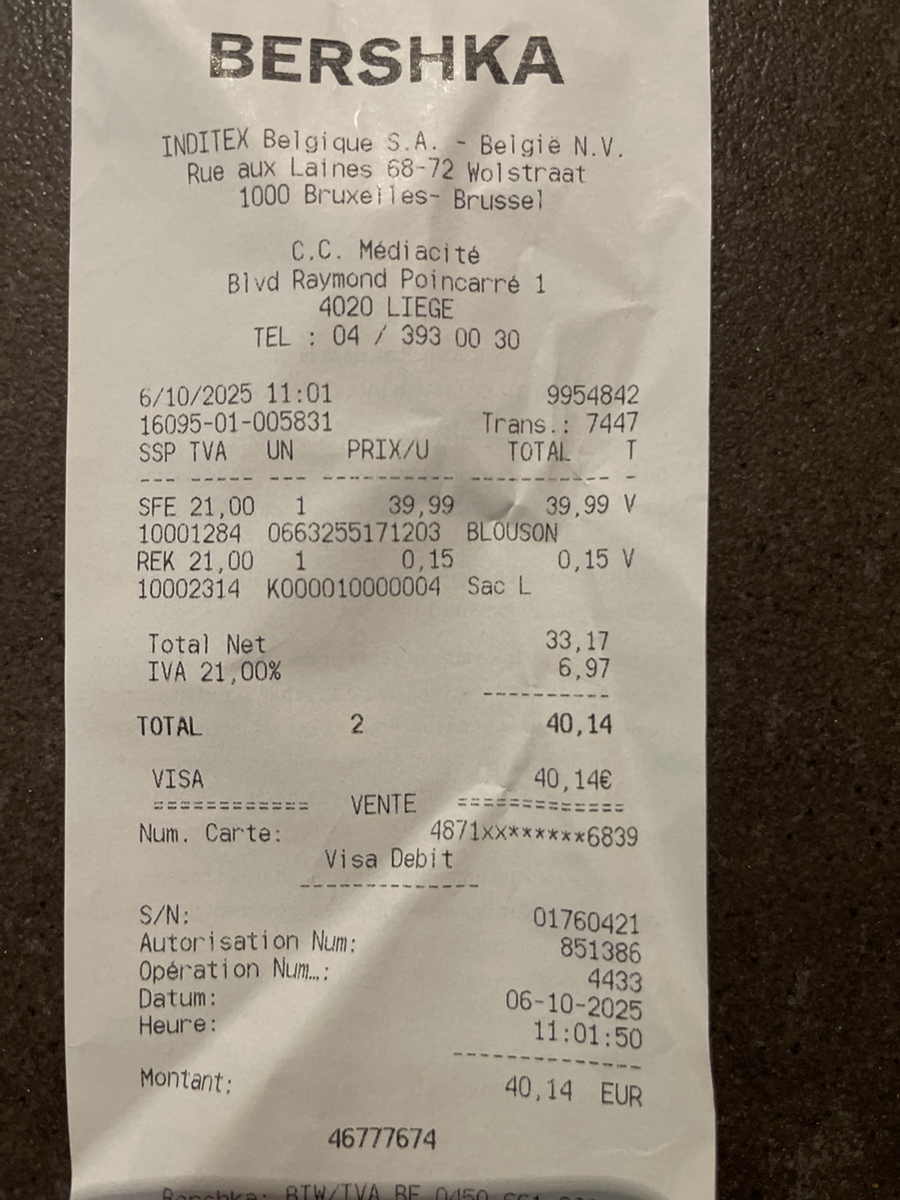 BERSHKA
INDITEX Belgique S.A. - België N.V.
Rue aux Laines 68-72 Wolstraat
1000 Bruxelles- Brussel
C.C. Médiacité
Blvd Raymond Poincarré 1
4020 LIEGE
TEL : 04 / 393 00 30
6/10/2025 11:01 9954842
16095-01-005831 Trans.: 7447
SSP TVA UN PRIX/U TOTAL T
--- ----- --- ---------- ----------- -
SFE 21,00 1 39,99 39,99 V
10001284 0663255171203 BLOUSON
REK 21,00 1 0,15 0,15 V
10002314 K000010000004 Sac L
Total Net 33,17
IVA 21,00% 6,97
----------
TOTAL 2 40,14
VISA 40,14€
============ VENTE =============
Num. Carte: 4871xx******6839
Visa Debit
--------------
S/N: 01760421
Autorisation Num: 851386
Opération Num…: 4433
Datum: 06-10-2025
Heure: 11:01:50
--------------
Montant: 40,14 EUR
46777674
BTW/TVA BE 0450